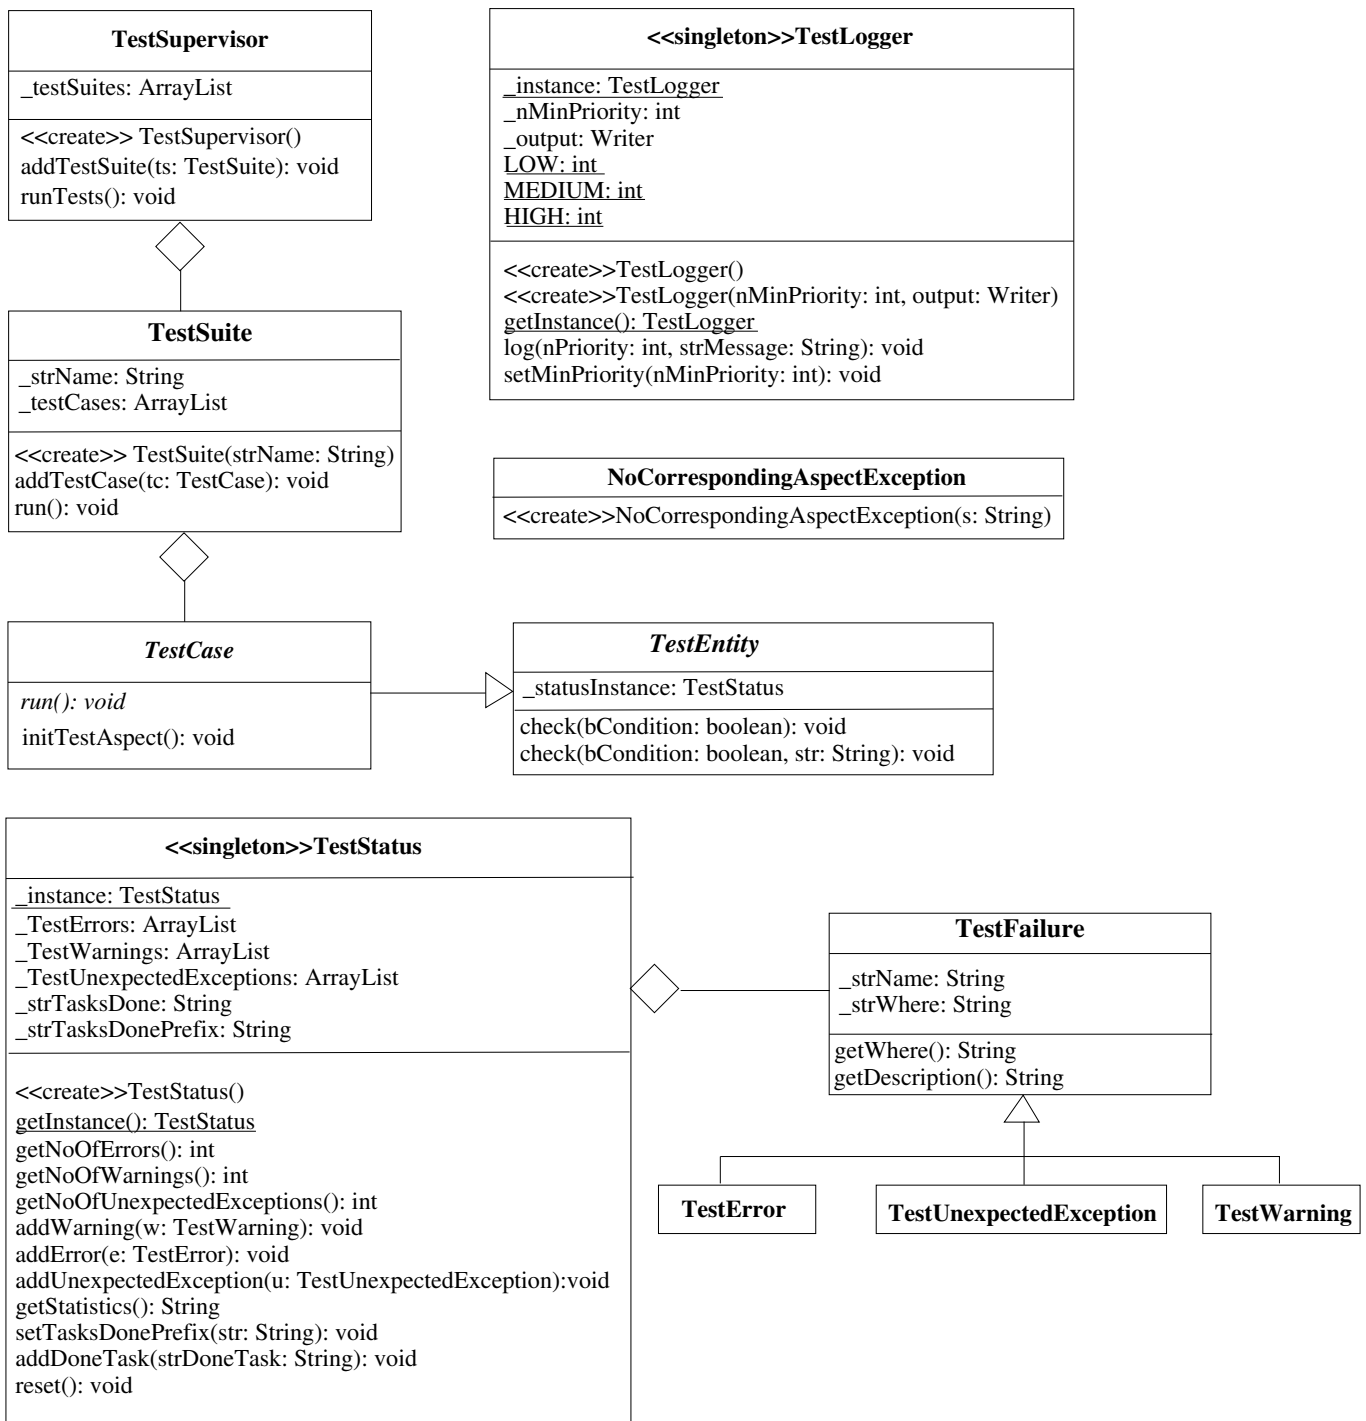 TestSupervisor
_testSuites: ArrayList
<<create>> TestSupervisor()
addTestSuite(ts: TestSuite): void
runTests(): void
<<singleton>>TestLogger
_instance: TestLogger
_nMinPriority: int
_output: Writer
LOW: int
MEDIUM: int
HIGH: int
<<create>>TestLogger()
<<create>>TestLogger(nMinPriority: int, output: Writer)
getInstance(): TestLogger
log(nPriority: int, strMessage: String): void
setMinPriority(nMinPriority: int): void
TestSuite
_strName: String
_testCases: ArrayList
<<create>> TestSuite(strName: String)
addTestCase(tc: TestCase): void
run(): void
NoCorrespondingAspectException
<<create>>NoCorrespondingAspectException(s: String)
TestCase
run(): void
initTestAspect(): void
TestEntity
_statusInstance: TestStatus
check(bCondition: boolean): void
check(bCondition: boolean, str: String): void
<<singleton>>TestStatus
_instance: TestStatus
_TestErrors: ArrayList
_TestWarnings: ArrayList
_TestUnexpectedExceptions: ArrayList
_strTasksDone: String
_strTasksDonePrefix: String
<<create>>TestStatus()
getInstance(): TestStatus
getNoOfErrors(): int
getNoOfWarnings(): int
getNoOfUnexpectedExceptions(): int
addWarning(w: TestWarning): void
addError(e: TestError): void
addUnexpectedException(u: TestUnexpectedException):void
getStatistics(): String
setTasksDonePrefix(str: String): void
addDoneTask(strDoneTask: String): void
reset(): void
TestFailure
_strName: String
_strWhere: String
getWhere(): String
getDescription(): String
TestError
TestUnexpectedException
TestWarning